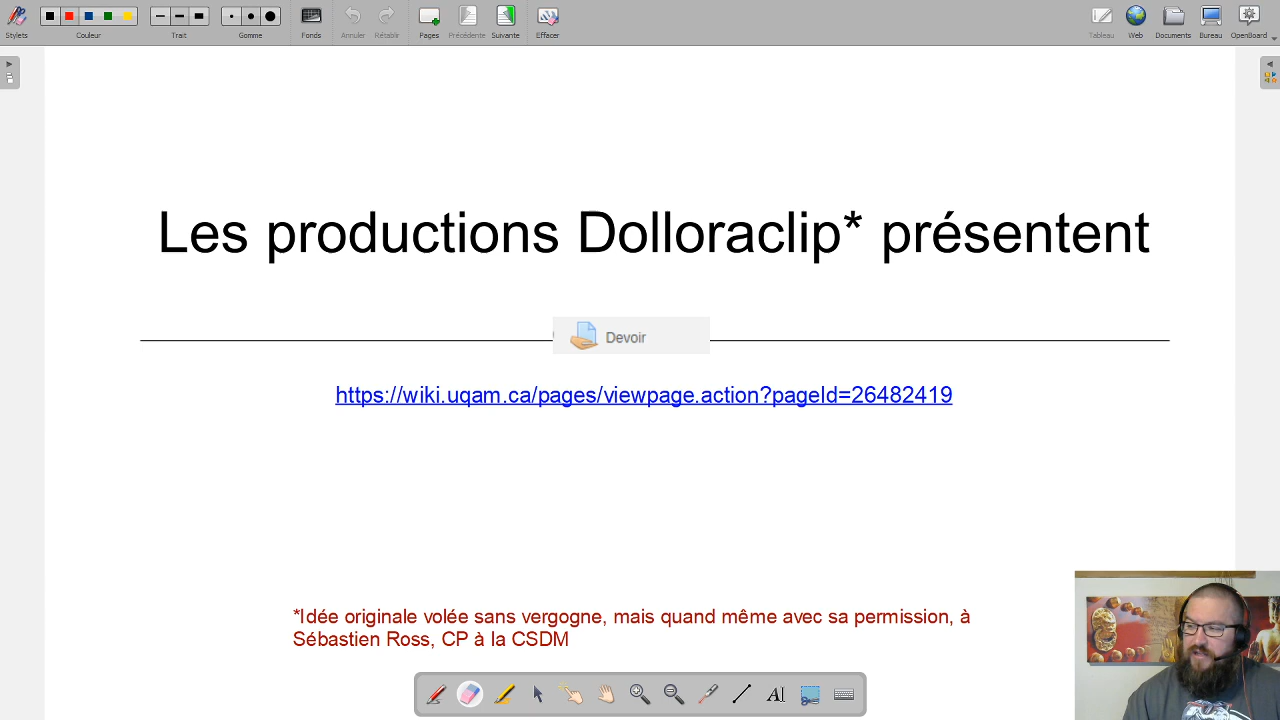 Stylets
Couleur
Trait
Gomme
Fonds
Annuler
Rétablir
Pages
Précédente
Suivante
Effacer
Tableau
Web
Documents
Bureau
OpenBoard
Les productions Dolloraclip* présentent
Devoir
https://wiki.uqam.ca/pages/viewpage.action?pageId=26482419
*Idée originale volée sans vergogne, mais quand même avec sa permission, à
Sébastien Ross, CP à la CSDM
AI